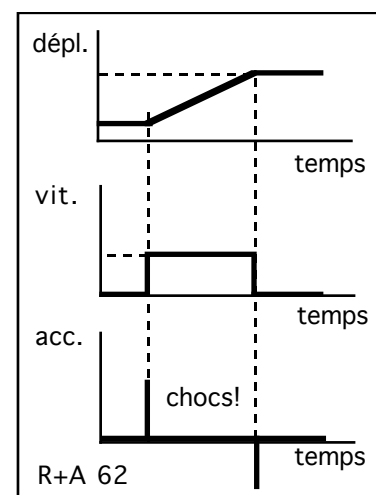 dépl.
temps
vit.
temps
acc.
chocs!
temps
R+A 62